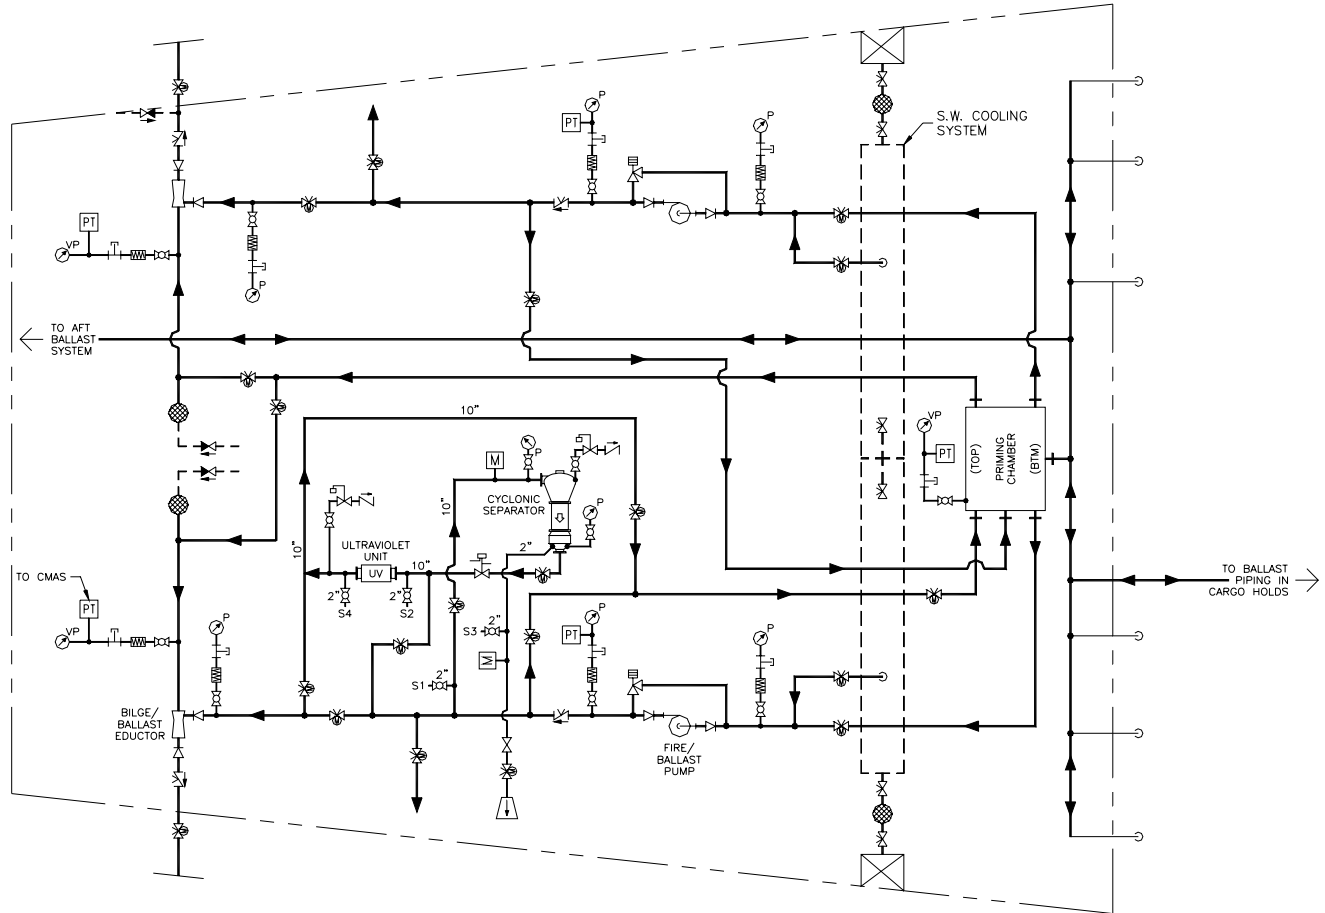 P
PT
P
S.W. COOLING
SYSTEM
PT
VP
P
TO AFT
BALLAST
SYSTEM
10"
VP
PT
(TOP)
PRIMING
CHAMBER
(BTM)
M
P
CYCLONIC
SEPARATOR
10"
P
10"
2"
ULTRAVIOLET
UNIT
UV
10"
2"
S4
2"
S2
TO CMAS
PT
VP
P
2"
S3
M
2"
S1
P
PT
P
TO BALLAST
PIPING IN
CARGO HOLDS
BILGE/
BALLAST
EDUCTOR
FIRE/
BALLAST
PUMP